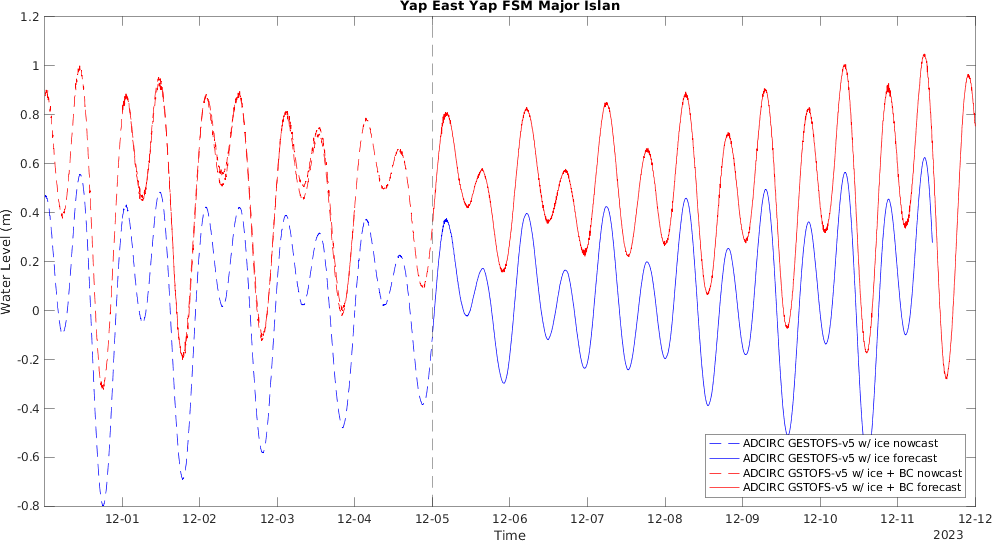 Yap East Yap FSM Major Islan
1.2
1
0.8
0.6
0.4
0.2
0
-0.2
-0.4
-0.6
-0.8
Water Level (m)
ADCIRC GESTOFS-v5 w/ ice nowcast
ADCIRC GESTOFS-v5 w/ ice forecast
ADCIRC GSTOFS-v5 w/ ice + BC nowcast
ADCIRC GSTOFS-v5 w/ ice + BC forecast
12-01 12-02 12-03 12-04 12-05 12-06 12-07 12-08 12-09 12-10 12-11 12-12
Time
2023